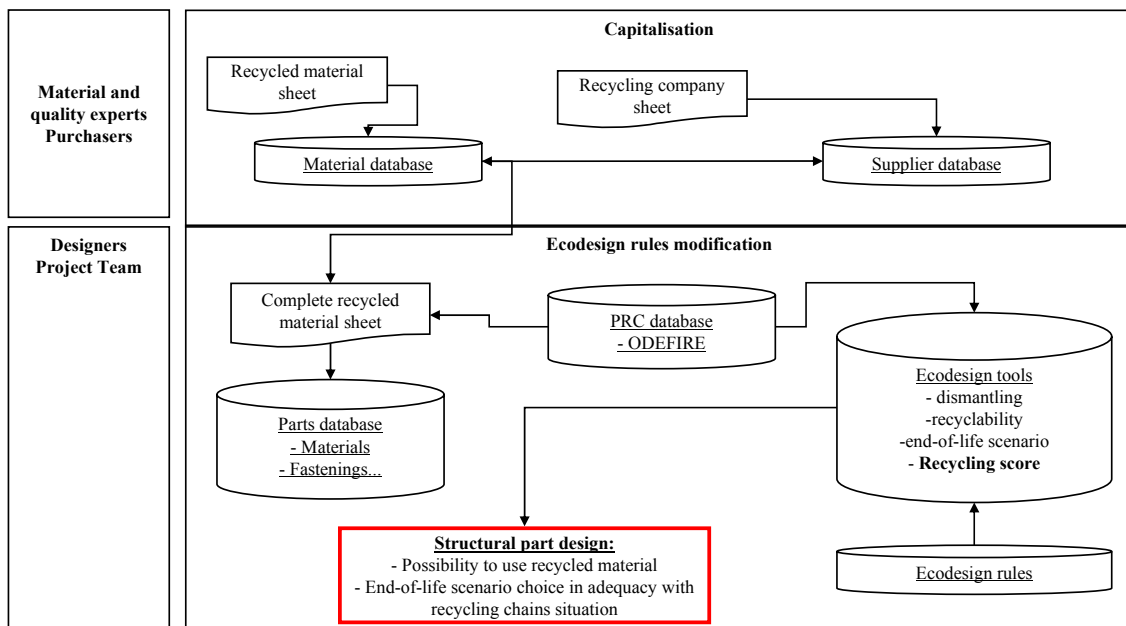 Capitalisation
Material and
quality experts
Purchasers
Recycled material
sheet
Recycling company
sheet
Material database
Supplier database
Designers
Project Team
Ecodesign rules modification
Complete recycled
material sheet
PRC database
- ODEFIRE
Ecodesign tools
- dismantling
-recyclability
-end-of-life scenario
- Recycling score
Parts database
- Materials
- Fastenings...
Structural part design:
- Possibility to use recycled material
- End-of-life scenario choice in adequacy with
recycling chains situation
Ecodesign rules